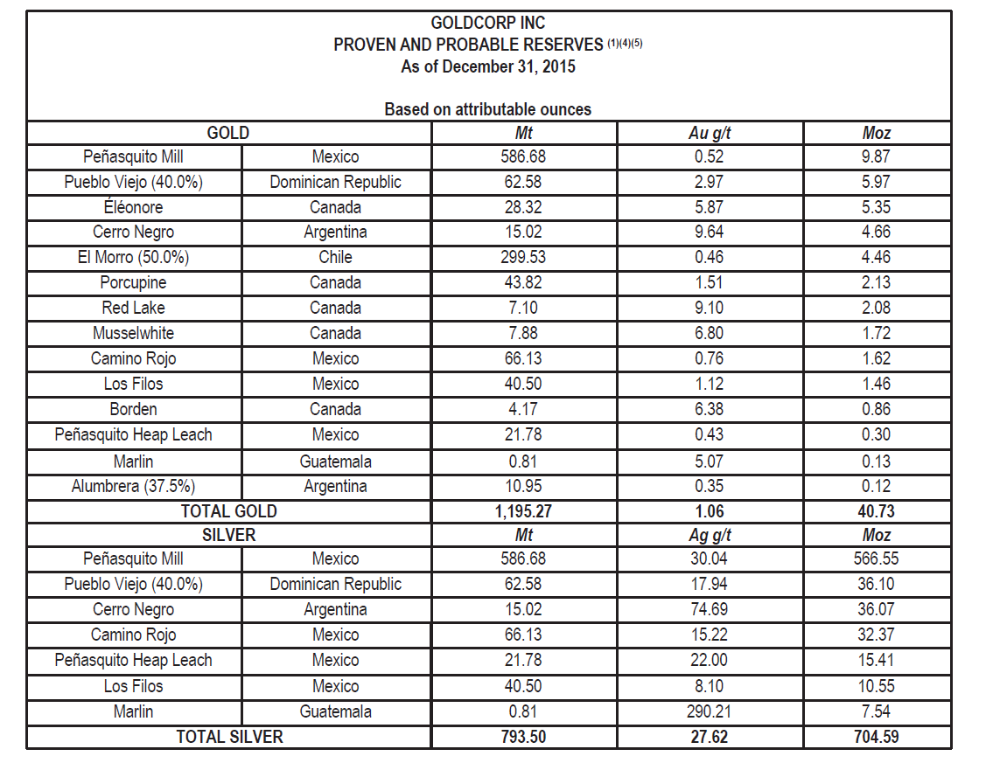 GOLDCORP INC
PROVEN AND PROBABLE RESERVES (1)(4)(5)
As of December 31, 2015
Based on attributable ounces
GOLD Mt Au g/t Moz
Peñasquito Mill Mexico 586.68 0.52 9.87
Pueblo Viejo (40.0%) Dominican Republic 62.58 2.97 5.97
Éléonore Canada 28.32 5.87 5.35
Cerro Negro Argentina 15.02 9.64 4.66
El Morro (50.0%) Chile 299.53 0.46 4.46
Porcupine Canada 43.82 1.51 2.13
Red Lake Canada 7.10 9.10 2.08
Musselwhite Canada 7.88 6.80 1.72
Camino Rojo Mexico 66.13 0.76 1.62
Los Filos Mexico 40.50 1.12 1.46
Borden Canada 4.17 6.38 0.86
Peñasquito Heap Leach Mexico 21.78 0.43 0.30
Marlin Guatemala 0.81 5.07 0.13
Alumbrera (37.5%) Argentina 10.95 0.35 0.12
TOTAL GOLD 1,195.27 1.06 40.73
SILVER Mt Ag g/t Moz
Peñasquito Mill Mexico 586.68 30.04 566.55
Pueblo Viejo (40.0%) Dominican Republic 62.58 17.94 36.10
Cerro Negro Argentina 15.02 74.69 36.07
Camino Rojo Mexico 66.13 15.22 32.37
Peñasquito Heap Leach Mexico 21.78 22.00 15.41
Los Filos Mexico 40.50 8.10 10.55
Marlin Guatemala 0.81 290.21 7.54
TOTAL SILVER 793.50 27.62 704.59